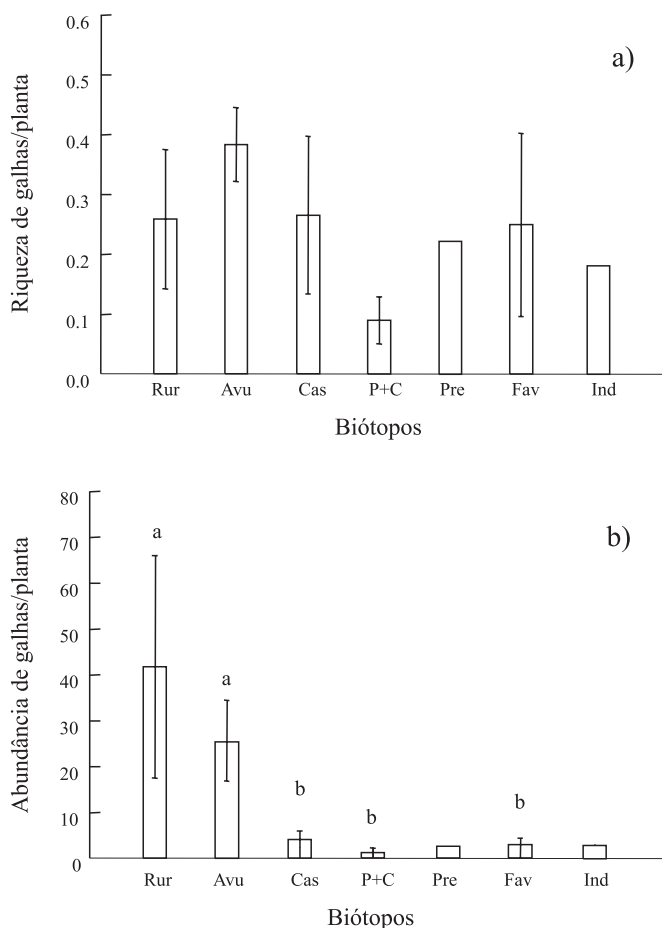 a)
Riqueza de galhas/planta
0.6
0.5
0.4
0.3
0.2
0.1
0.0
Rur Avu Cas P+C Pre Fav Ind
Biótopos
b)
Abundância de galhas/planta
80
70
60
50
40
30
20
10
0
a
a
b
b
b
Rur Avu Cas P+C Pre Fav Ind
Biótopos